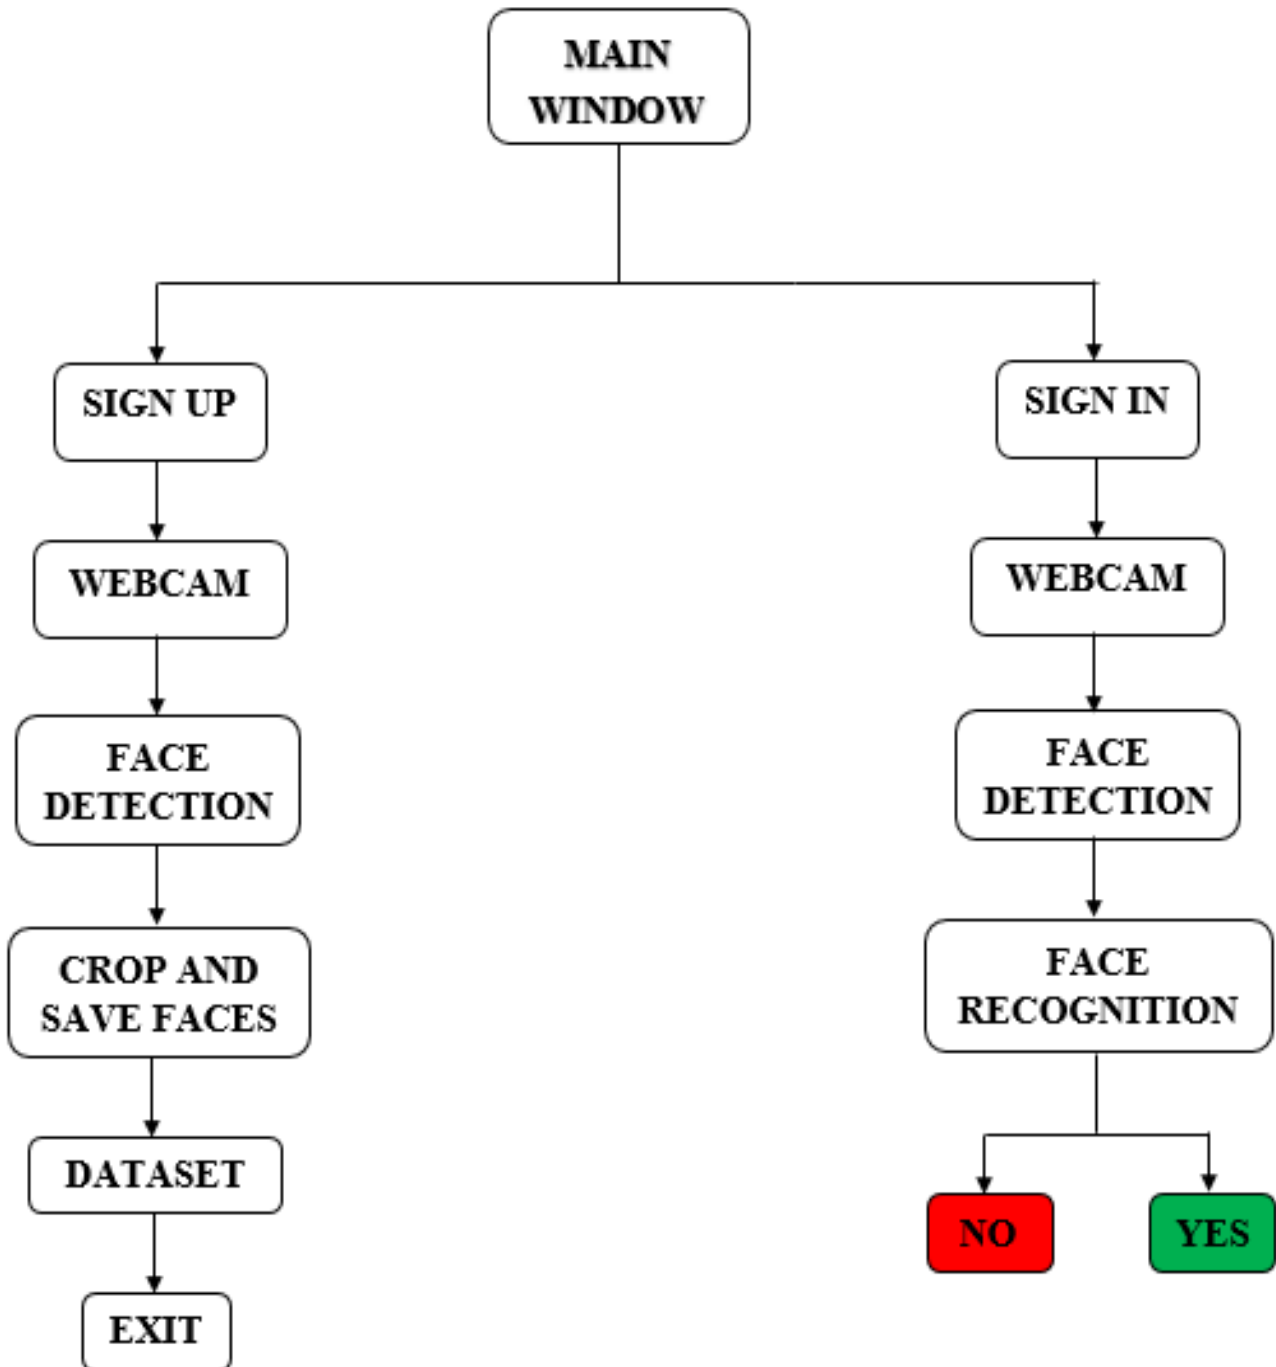 MAIN
WINDOW
SIGN UP
WEBCAM
FACE
DETECTION
CROP AND
SAVE FACES
DATASET
EXIT
SIGN IN
WEBCAM
FACE
DETECTION
FACE
RECOGNITION
NO
YES